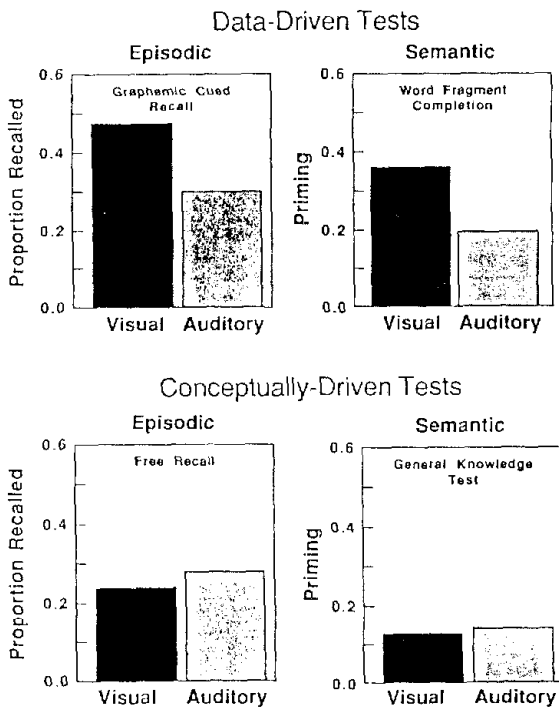 Data-Driven Tests
Episodic
Semantic
Proportion Recalled
0.6
0.4
0.2
0.0
Graphemic Cued
Recall
Visual Auditory
Priming
0.6
0.4
0.2
0.0
Word Fragment
Completion
Visual Auditory
Conceptually-Driven Tests
Episodic
Semantic
Proportion Recalled
0.6
0.4
0.2
0.0
Free Recall
Visual Auditory
Priming
0.6
0.4
0.2
0.0
General Knowledge
Test
Visual Auditory